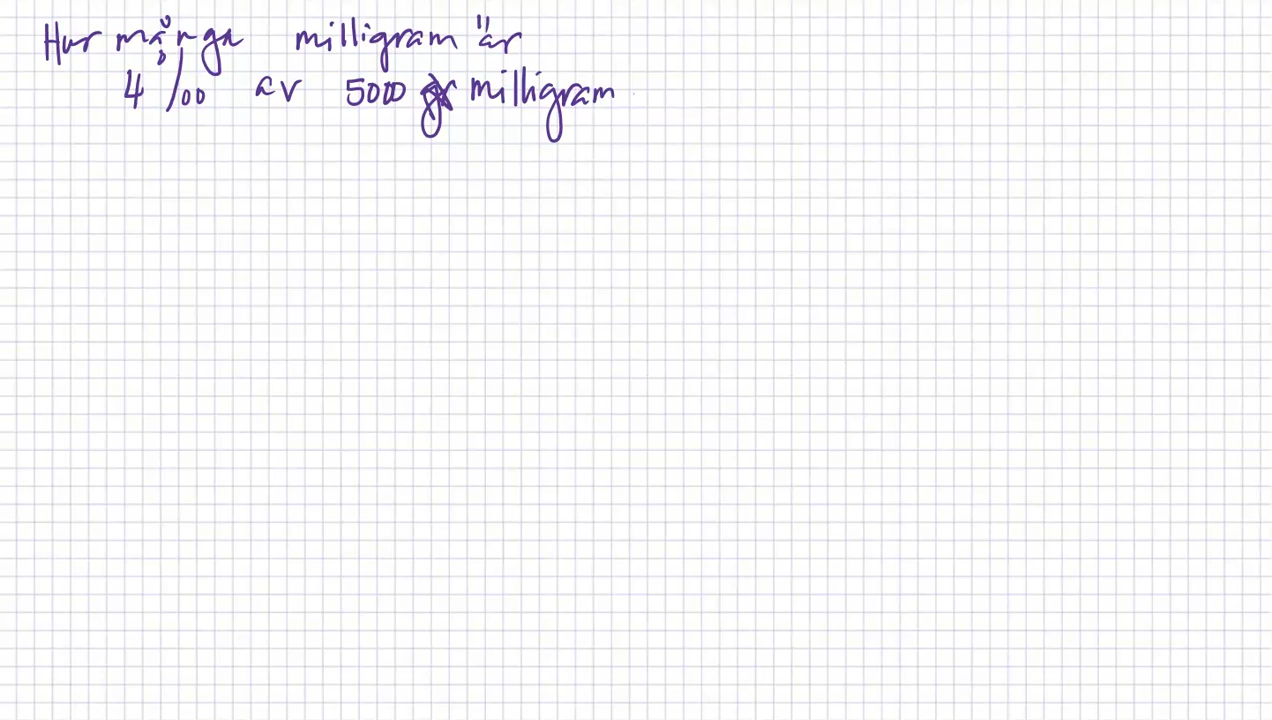 Hur många milligram är
4 ‰ av 5000 milligram